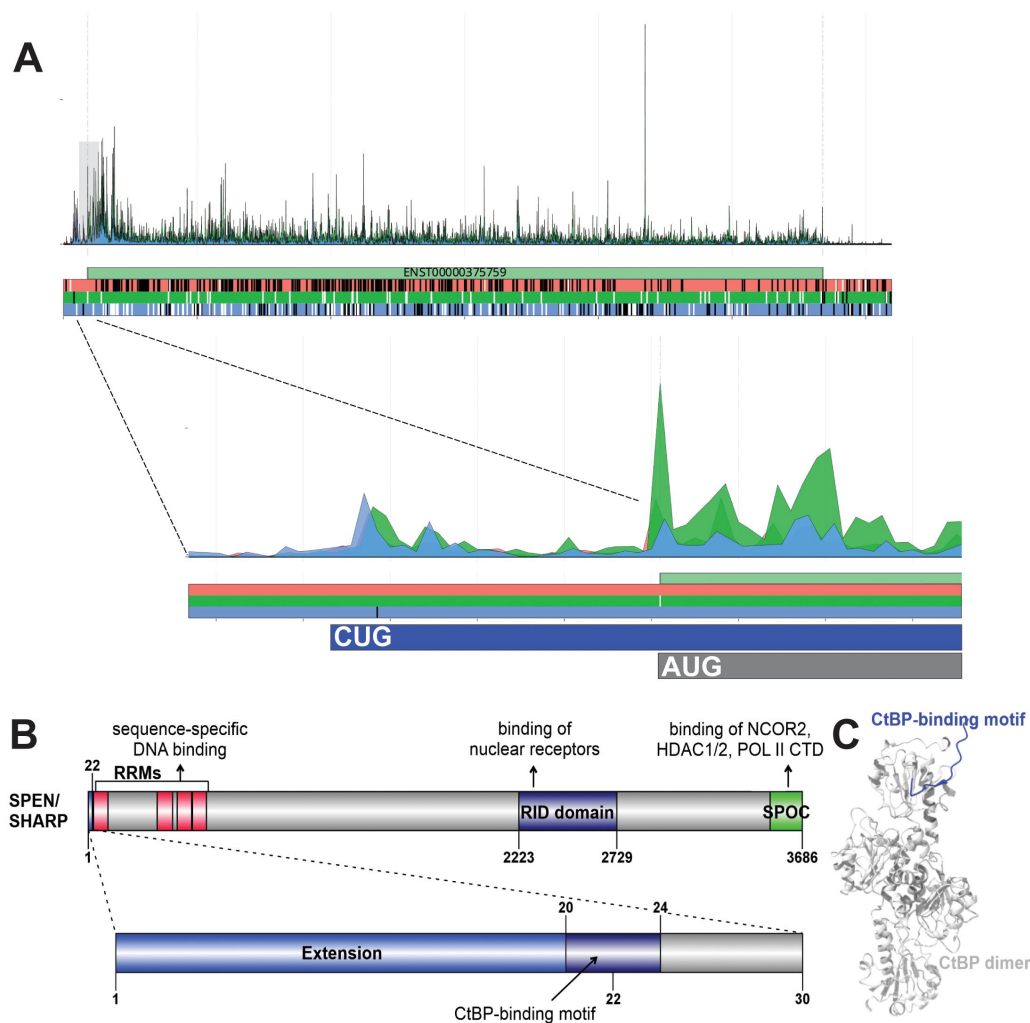 A
ENST00000375759
CUG
AUG
B
sequence-specific
DNA binding
binding of
nuclear receptors
binding of NCOR2,
HDAC1/2, POL II CTD
C
CtBP-binding motif
22
RRMs
SPEN/
SHARP
RID domain
SPOC
1
2223
2729
3686
20
24
Extension
CtBP dimer
1
22
30
CtBP-binding motif